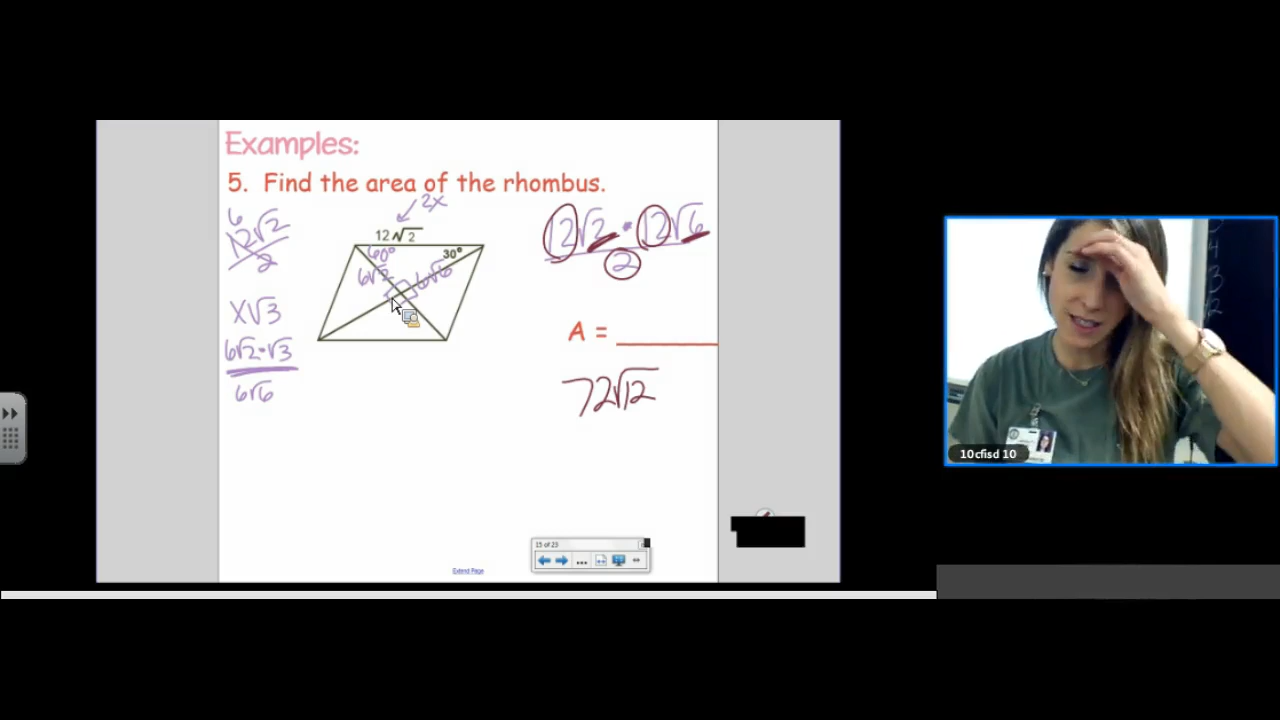 Examples:
5. Find the area of the rhombus.
2x
6
12√2
2
12√2
60°
30°
6√2
6√6
x√3
6√2·√3
6√6
12√2 · 12√6
2
A =
72√12
10cfisd 10
15 of 23
Extend Page